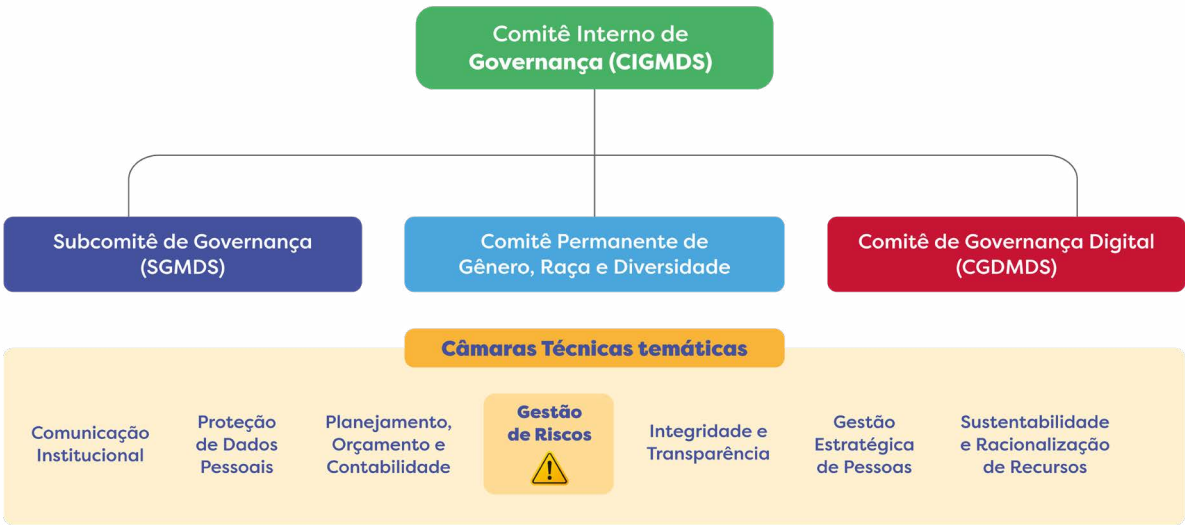 Comitê Interno de
Governança (CIGMDS)
Subcomitê de Governança
(SGMDS)
Comitê Permanente de
Gênero, Raça e Diversidade
Comitê de Governança Digital
(CGDMDS)
Câmaras Técnicas temáticas
Comunicação
Institucional
Proteção
de Dados
Pessoais
Planejamento,
Orçamento e
Contabilidade
Gestão
de Riscos
Integridade e
Transparência
Gestão
Estratégica
de Pessoas
Sustentabilidade
e Racionalização
de Recursos